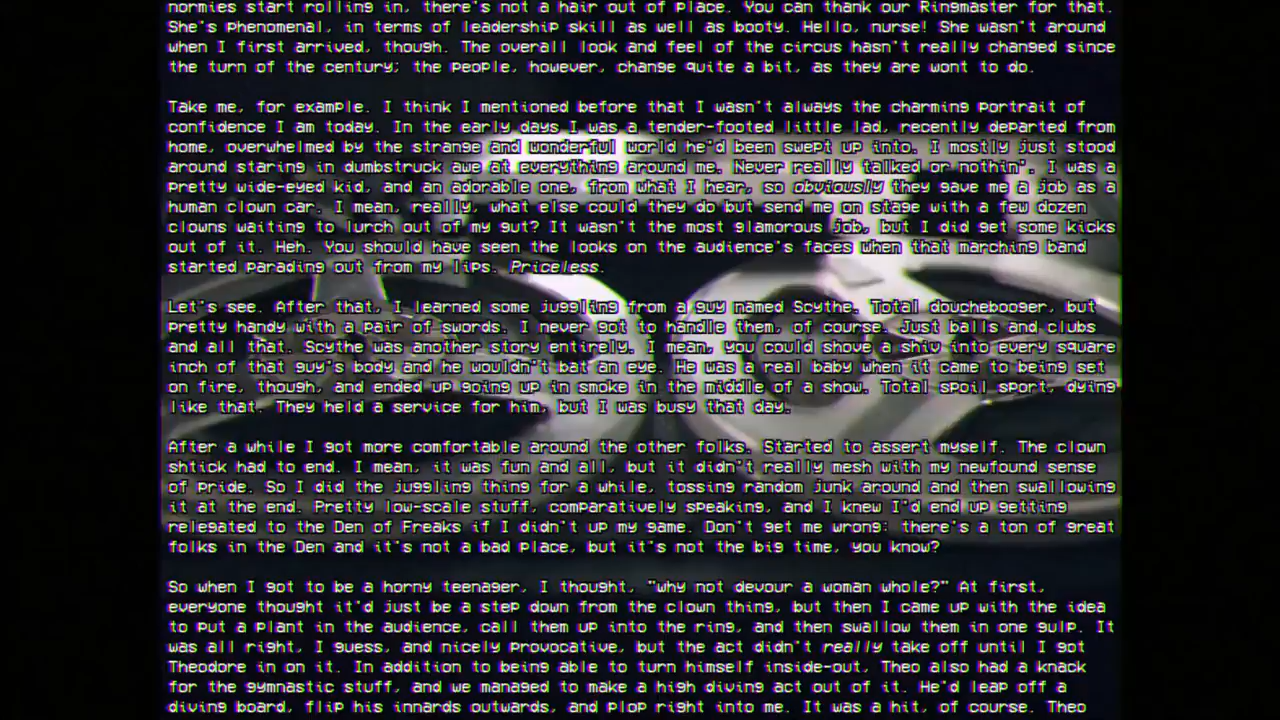 normies start rolling in, there's not a hair out of place. You can thank our Ringmaster for that.
She's phenomenal, in terms of leadership skill as well as booty. Hello, nurse! She wasn't around
when I first arrived, though. The overall look and feel of the circus hasn't really changed since
the turn of the century; the people, however, change quite a bit, as they are wont to do.
Take me, for example. I think I mentioned before that I wasn't always the charming portrait of
confidence I am today. In the early days I was a tender-footed little lad, recently departed from
home, overwhelmed by the strange and wonderful world he'd been swept up into. I mostly just stood
around staring in dumbstruck awe at everything around me. Never really talked or nothin'. I was a
pretty wide-eyed kid, and an adorable one, from what I hear, so obviously they gave me a job as a
human clown car. I mean, really, what else could they do but send me on stage with a few dozen
clowns waiting to lurch out of my gut? It wasn't the most glamorous job, but I did get some kicks
out of it. Heh. You should have seen the looks on the audience's faces when that marching band
started parading out from my lips. Priceless.
Let's see. After that, I learned some juggling from a guy named Scythe. Total douchebooger, but
pretty handy with a pair of swords. I never got to handle them, of course. Just balls and clubs
and all that. Scythe was another story entirely. I mean, you could shove a shiv into every square
inch of that guy's body and he wouldn't bat an eye. He was a real baby when it came to being set
on fire, though, and ended up going up in smoke in the middle of a show. Total spoil sport, dying
like that. They held a service for him, but I was busy that day.
After a while I got more comfortable around the other folks. Started to assert myself. The clown
shtick had to end. I mean, it was fun and all, but it didn't really mesh with my newfound sense
of pride. So I did the juggling thing for a while, tossing random junk around and then swallowing
it at the end. Pretty low-scale stuff, comparatively speaking, and I knew I'd end up getting
relegated to the Den of Freaks if I didn't up my game. Don't get me wrong: there's a ton of great
folks in the Den and it's not a bad place, but it's not the big time, you know?
So when I got to be a horny teenager, I thought, "why not devour a woman whole?" At first,
everyone thought it'd just be a step down from the clown thing, but then I came up with the idea
to put a plant in the audience, call them up into the ring, and then swallow them in one gulp. It
was all right, I guess, and nicely provocative, but the act didn't really take off until I got
Theodore in on it. In addition to being able to turn himself inside-out, Theo also had a knack
for the gymnastic stuff, and we managed to make a high diving act out of it. He'd leap off a
diving board, flip his innards outwards, and plop right into me. It was a hit, of course. Theo